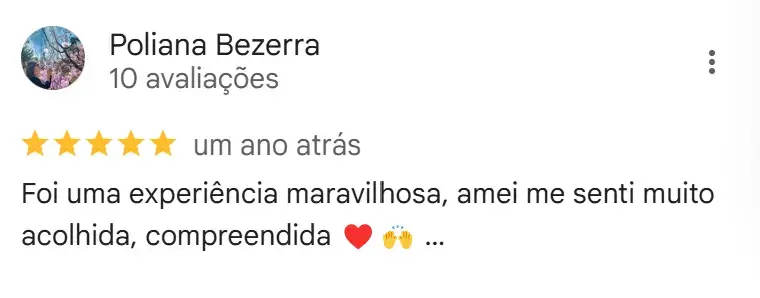 Poliana Bezerra
10 avaliações
um ano atrás
Foi uma experiência maravilhosa, amei me senti muito
acolhida, compreendida ❤️ 🙌 ...